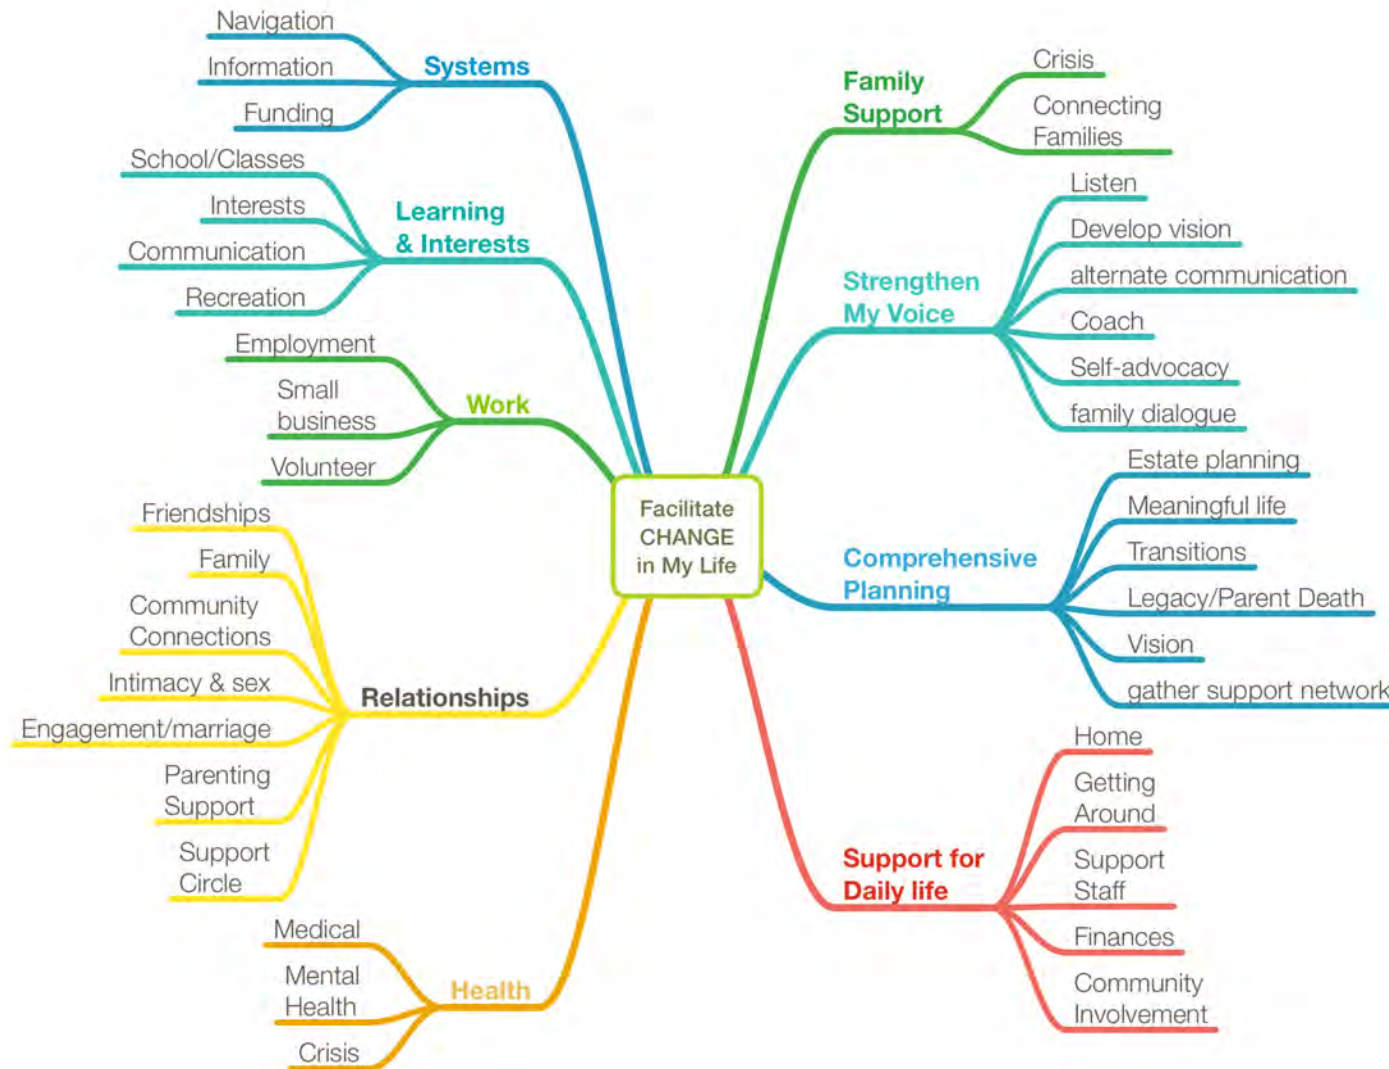 Navigation
Information
Funding
Systems
School/Classes
Interests
Communication
Recreation
Learning
& Interests
Employment
Small
business
Volunteer
Work
Friendships
Family
Community
Connections
Intimacy & sex
Engagement/marriage
Parenting
Support
Support
Circle
Relationships
Medical
Mental
Health
Crisis
Health
Facilitate
CHANGE
in My Life
Family
Support
Crisis
Connecting
Families
Strengthen
My Voice
Listen
Develop vision
alternate communication
Coach
Self-advocacy
family dialogue
Comprehensive
Planning
Estate planning
Meaningful life
Transitions
Legacy/Parent Death
Vision
gather support network
Support for
Daily life
Home
Getting
Around
Support
Staff
Finances
Community
Involvement